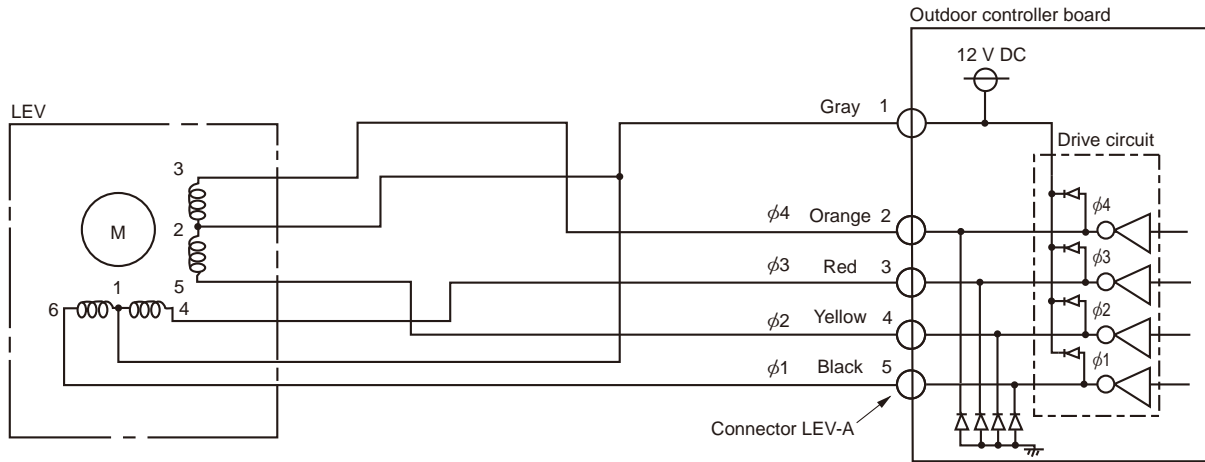 Outdoor controller board
12 V DC
LEV
Gray 1
Drive circuit
3
ϕ4 Orange 2
ϕ4
M
2
ϕ3 Red 3
ϕ3
5
1
6
4
ϕ2 Yellow 4
ϕ2
ϕ1 Black 5
ϕ1
Connector LEV-A